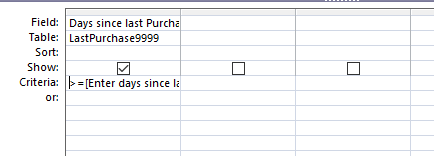 Field: Days since last Purcha
Table: LastPurchase9999
Sort:
Show:
Criteria: >=[Enter days since la
or: